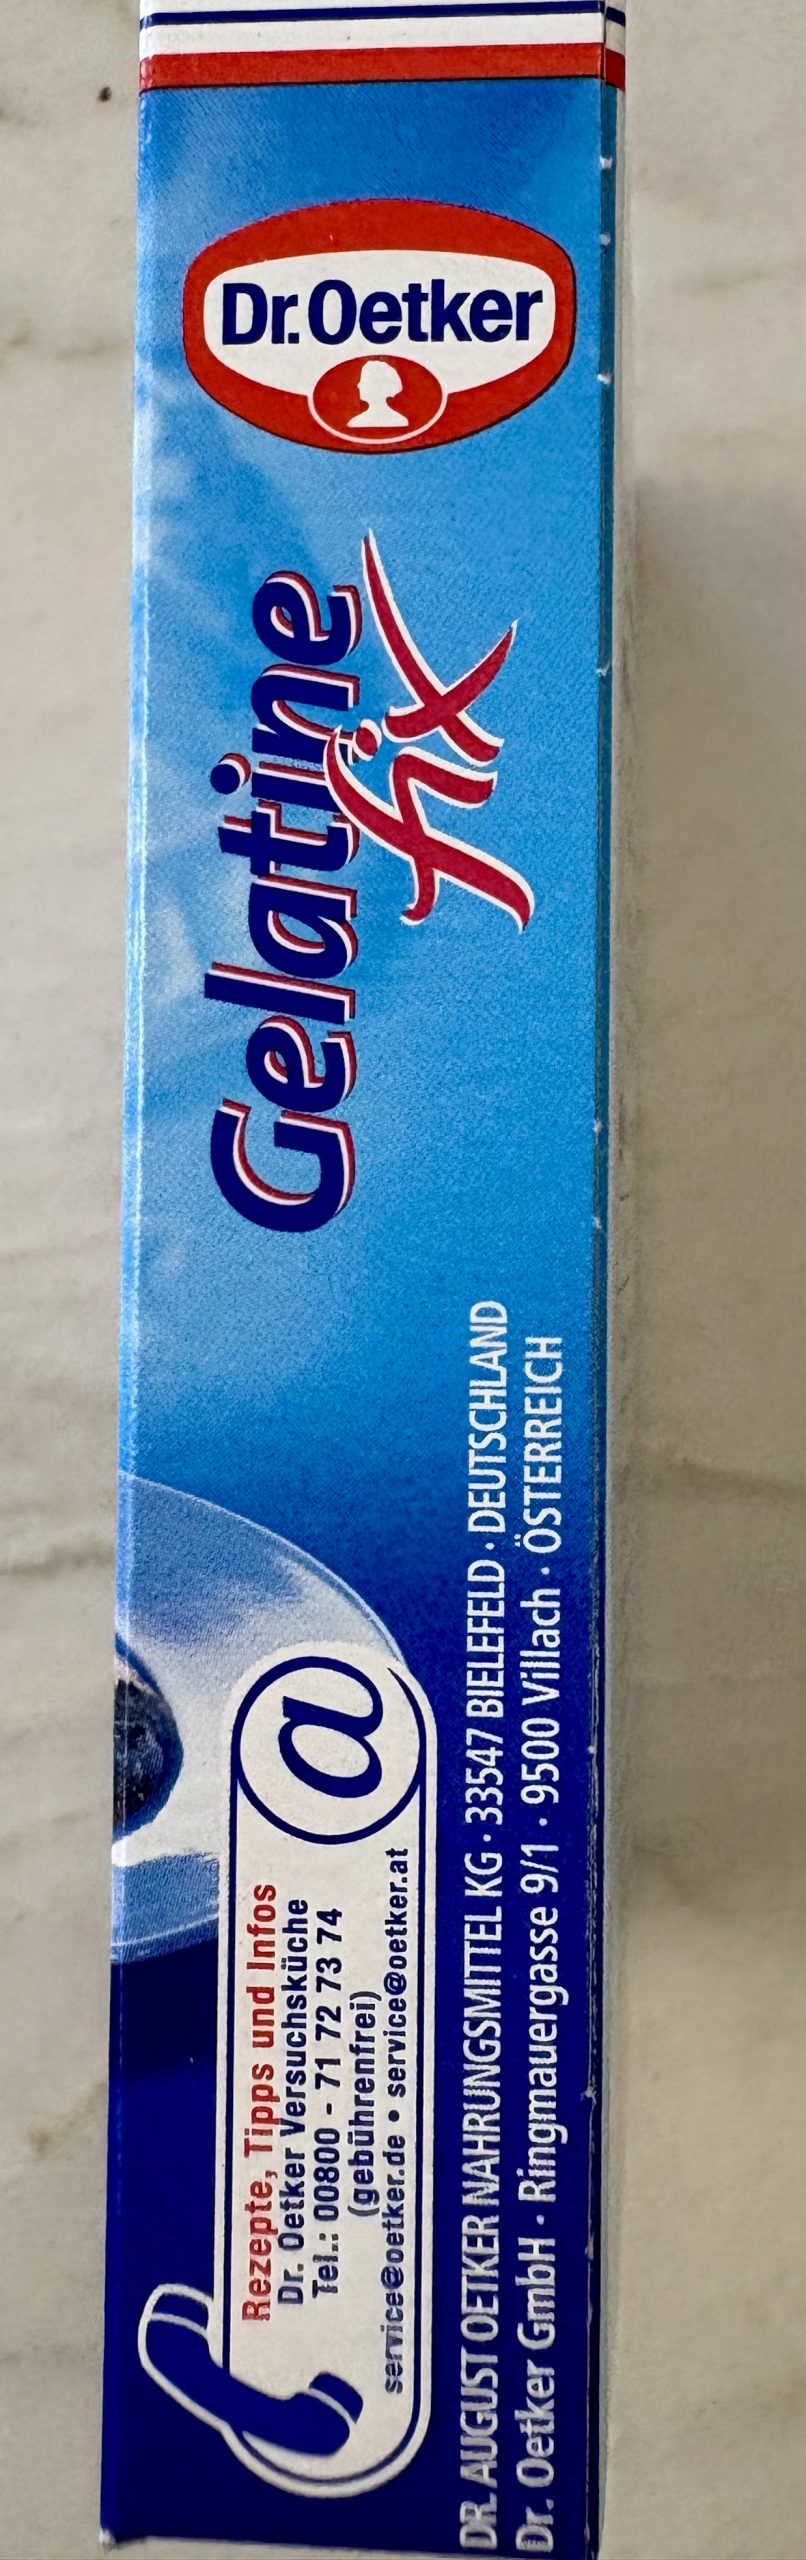 Dr.Oetker
Gelatine
fix
Rezepte, Tipps und Infos
Dr. Oetker Versuchsküche
Tel.: 00800 - 71 72 73 74
(gebührenfrei)
service@oetker.de • service@oetker.at
@
DR. AUGUST OETKER NAHRUNGSMITTEL KG · 33547 BIELEFELD · DEUTSCHLAND
Dr. Oetker GmbH · Ringmauergasse 9/1 · 9500 Villach · ÖSTERREICH